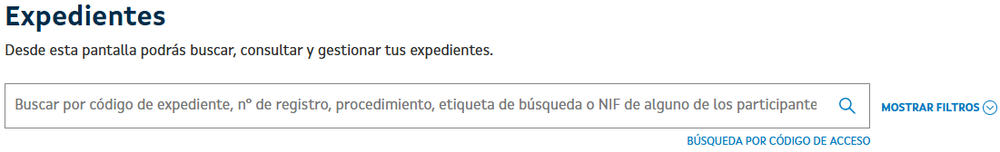 Expedientes
Desde esta pantalla podrás buscar, consultar y gestionar tus expedientes.
Buscar por código de expediente, nº de registro, procedimiento, etiqueta de búsqueda o NIF de alguno de los participante
MOSTRAR FILTROS
BÚSQUEDA POR CÓDIGO DE ACCESO